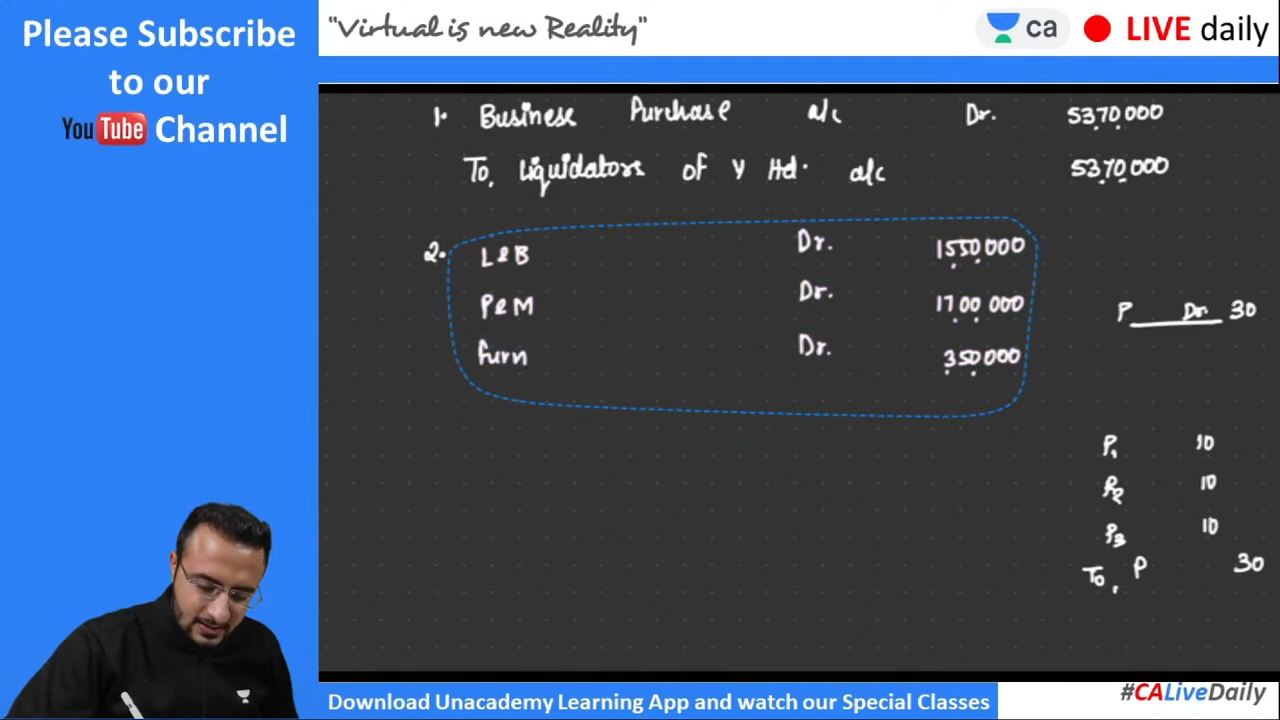 Please Subscribe
to our
YouTube Channel
"Virtual is new Reality"
ca
LIVE daily
1. Business Purchase a/c Dr. 5370000
To, Liquidators of Y Ltd. a/c 5370000
2. L & B Dr. 1550000
P & M Dr. 1700 000
furn Dr. 350000
P Dr. 30
P1 10
P2 10
P3 10
To, P 30
Download Unacademy Learning App and watch our Special Classes
#CALiveDaily